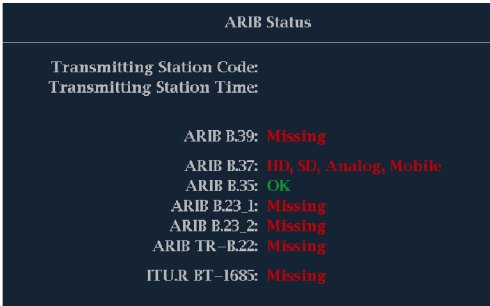 ARIB Status
Transmitting Station Code:
Transmitting Station Time:
ARIB B.39: Missing
ARIB B.37: HD, SD, Analog, Mobile
ARIB B.35: OK
ARIB B.23_1: Missing
ARIB B.23_2: Missing
ARIB TR-B.22: Missing
ITU.R BT-1685: Missing